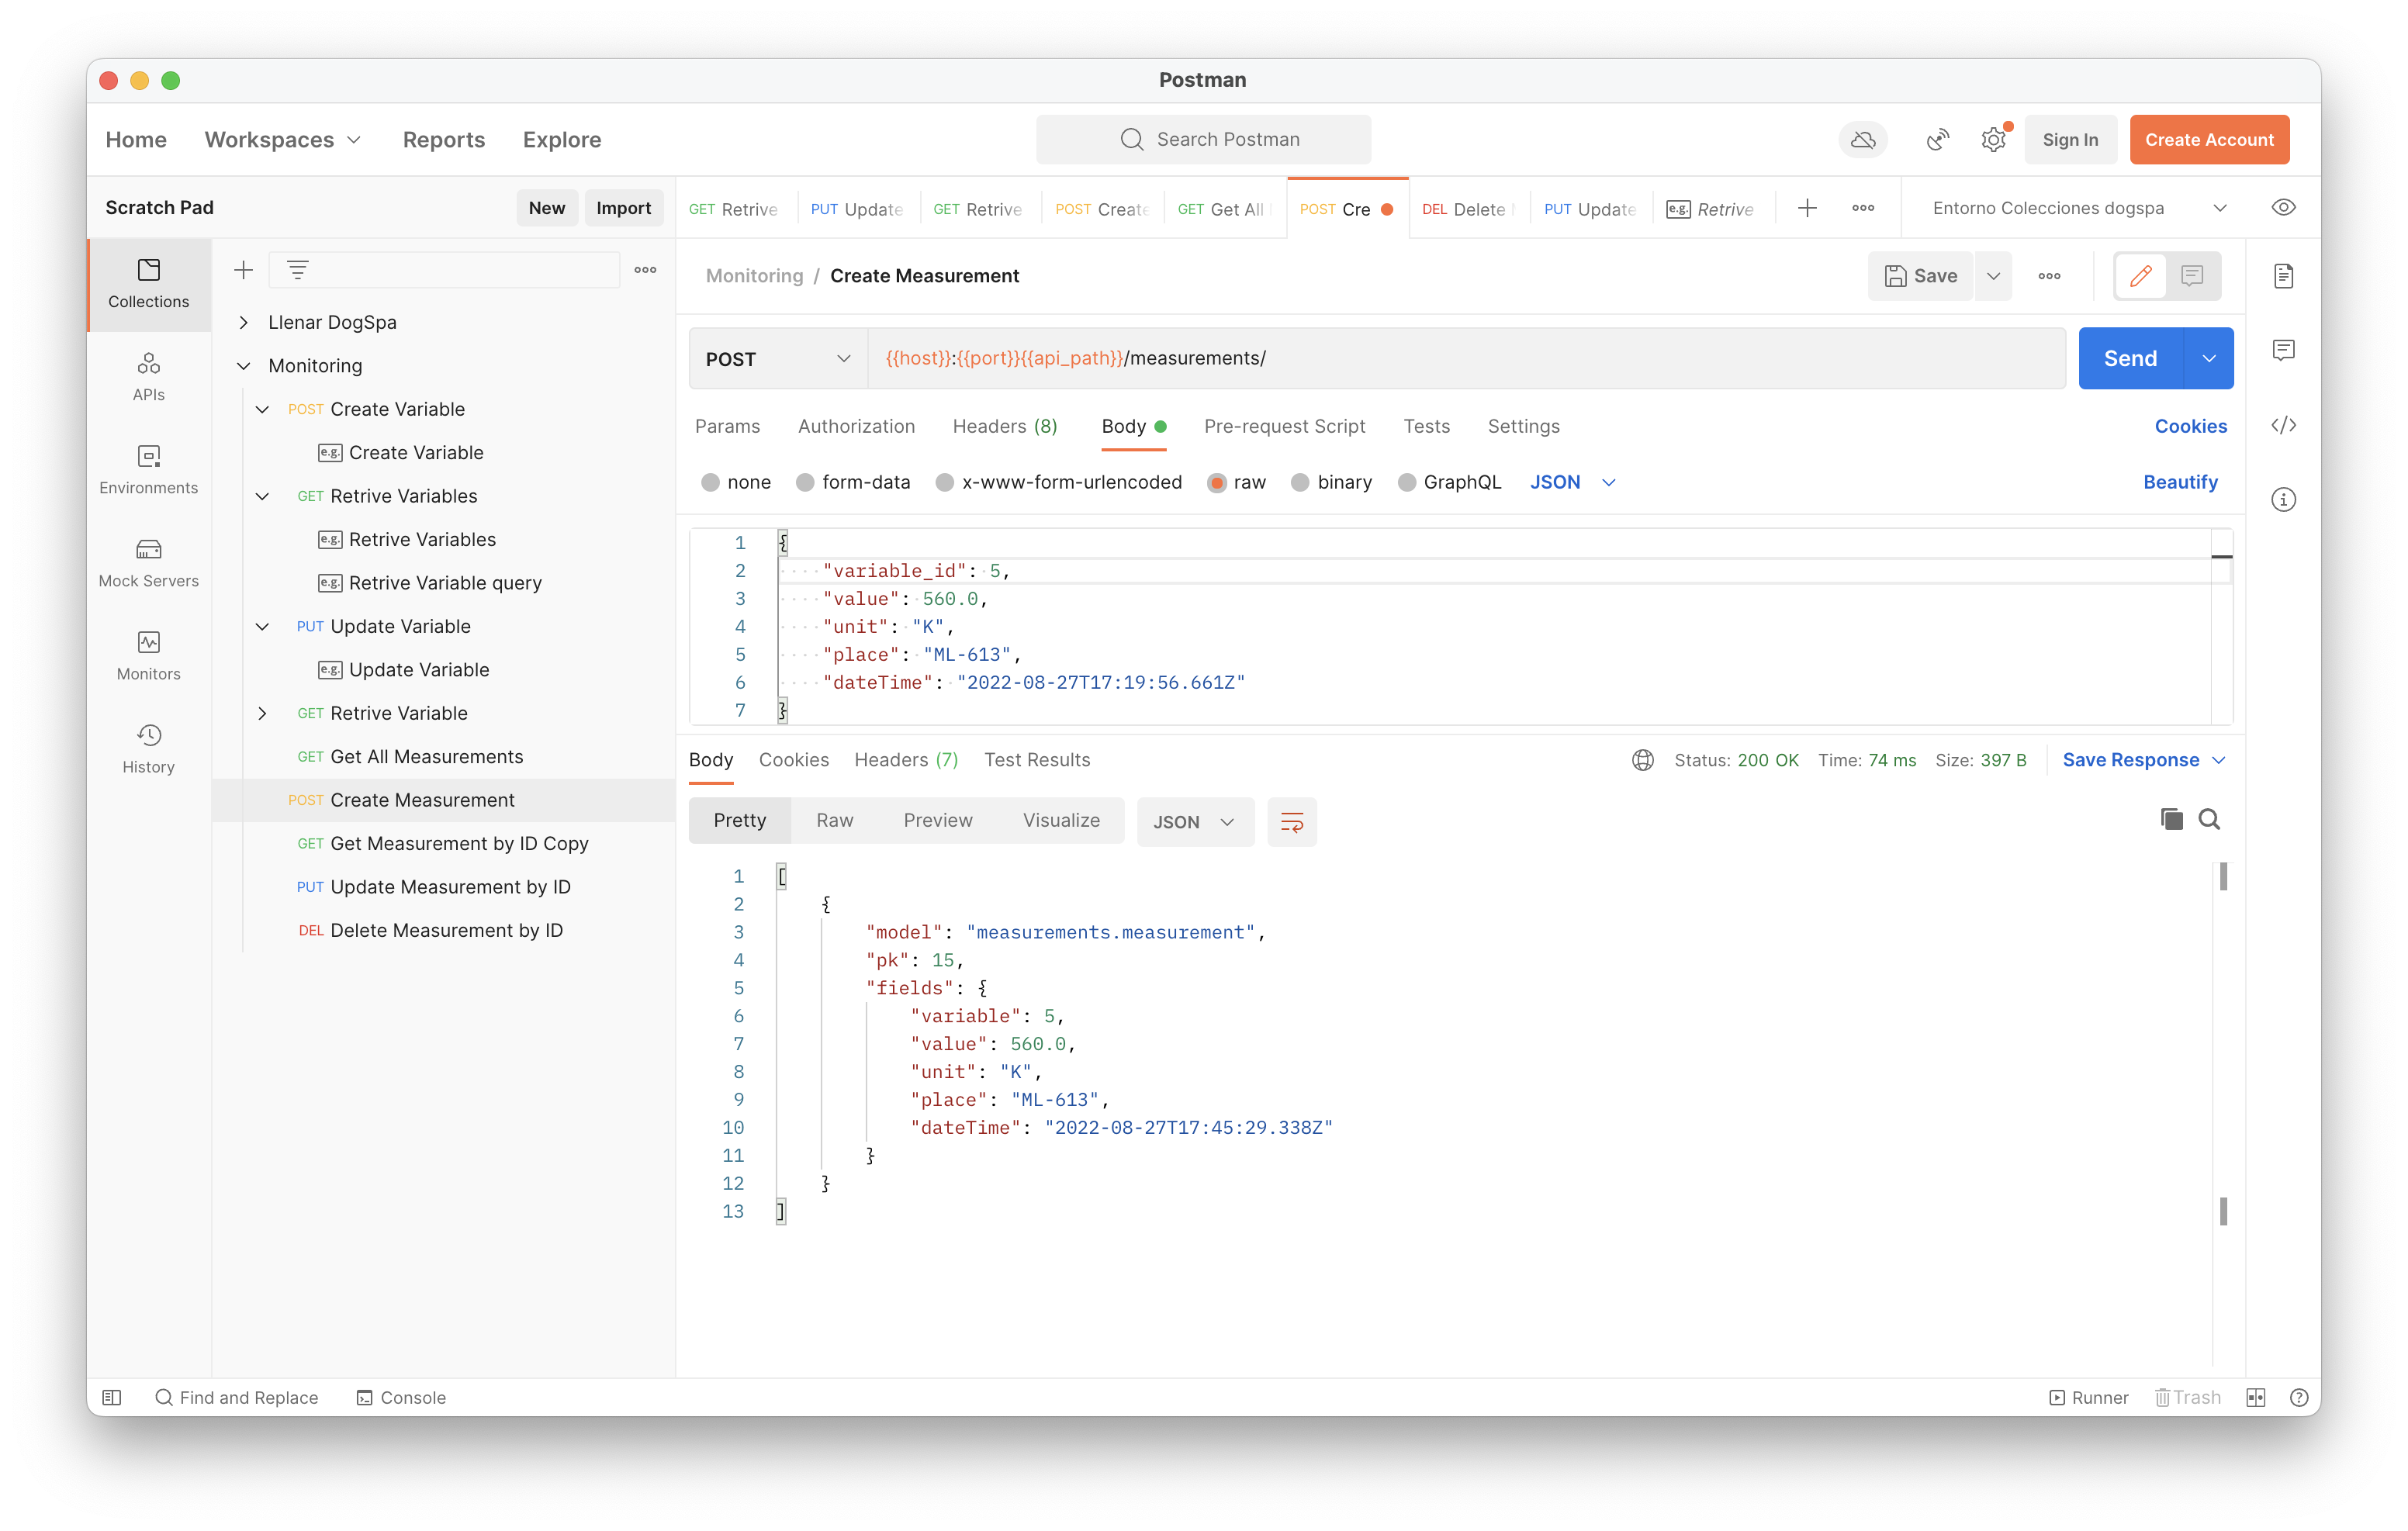 Postman
Home Workspaces Reports Explore Search Postman Sign In Create Account
Scratch Pad New Import
GET Retrive PUT Update GET Retrive POST Create GET Get All POST Cre DEL Delete PUT Update e.g. Retrive Entorno Colecciones dogspa
Collections
APIs
Environments
Mock Servers
Monitors
History
Llenar DogSpa
Monitoring
POST Create Variable
e.g. Create Variable
GET Retrive Variables
e.g. Retrive Variables
e.g. Retrive Variable query
PUT Update Variable
e.g. Update Variable
GET Retrive Variable
GET Get All Measurements
POST Create Measurement
GET Get Measurement by ID Copy
PUT Update Measurement by ID
DEL Delete Measurement by ID
Monitoring / Create Measurement Save
POST {{host}}:{{port}}{{api_path}}/measurements/ Send
Params Authorization Headers (8) Body Pre-request Script Tests Settings Cookies
none form-data x-www-form-urlencoded raw binary GraphQL JSON Beautify
1 {
2 "variable_id": 5,
3 "value": 560.0,
4 "unit": "K",
5 "place": "ML-613",
6 "dateTime": "2022-08-27T17:19:56.661Z"
7 }
Body Cookies Headers (7) Test Results Status: 200 OK Time: 74 ms Size: 397 B Save Response
Pretty Raw Preview Visualize JSON
1 [
2 {
3 "model": "measurements.measurement",
4 "pk": 15,
5 "fields": {
6 "variable": 5,
7 "value": 560.0,
8 "unit": "K",
9 "place": "ML-613",
10 "dateTime": "2022-08-27T17:45:29.338Z"
11 }
12 }
13 ]
Find and Replace Console Runner Trash